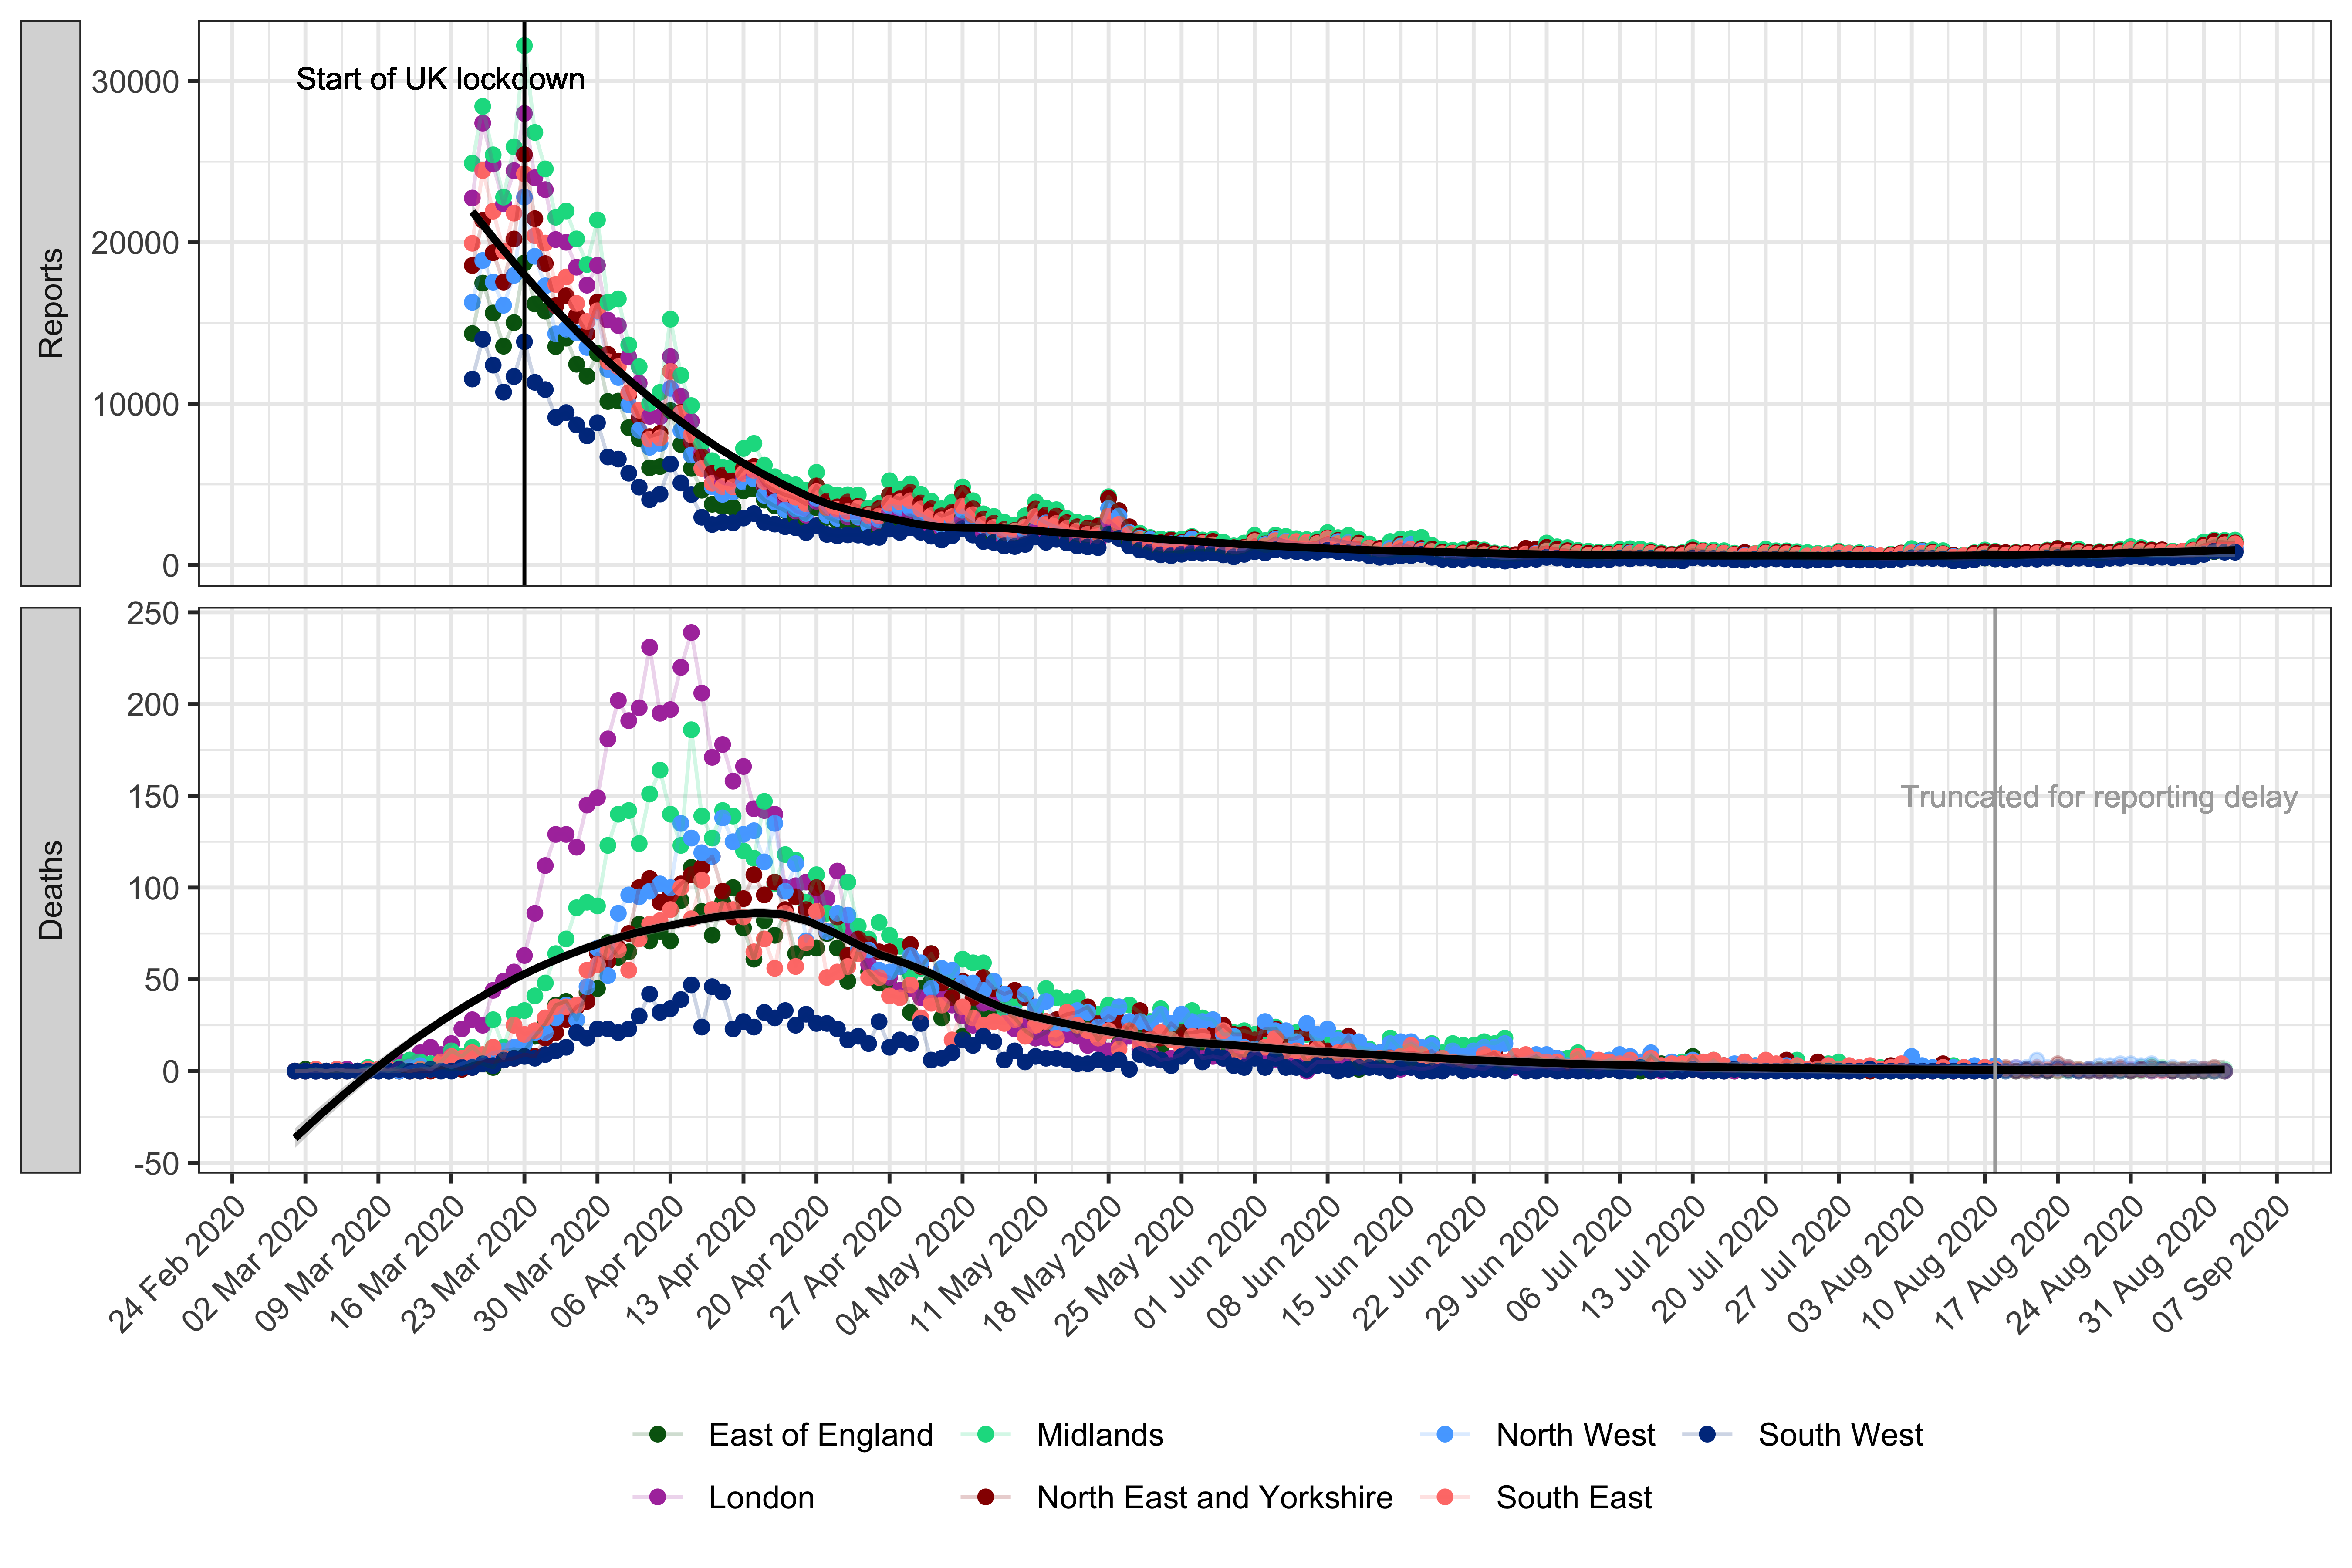 Reports
30000
20000
10000
0
Start of UK lockdown
Deaths
250
200
150
100
50
0
-50
Truncated for reporting delay
24 Feb 2020
02 Mar 2020
09 Mar 2020
16 Mar 2020
23 Mar 2020
30 Mar 2020
06 Apr 2020
13 Apr 2020
20 Apr 2020
27 Apr 2020
04 May 2020
11 May 2020
18 May 2020
25 May 2020
01 Jun 2020
08 Jun 2020
15 Jun 2020
22 Jun 2020
29 Jun 2020
06 Jul 2020
13 Jul 2020
20 Jul 2020
27 Jul 2020
03 Aug 2020
10 Aug 2020
17 Aug 2020
24 Aug 2020
31 Aug 2020
07 Sep 2020
East of England
Midlands
North West
South West
London
North East and Yorkshire
South East